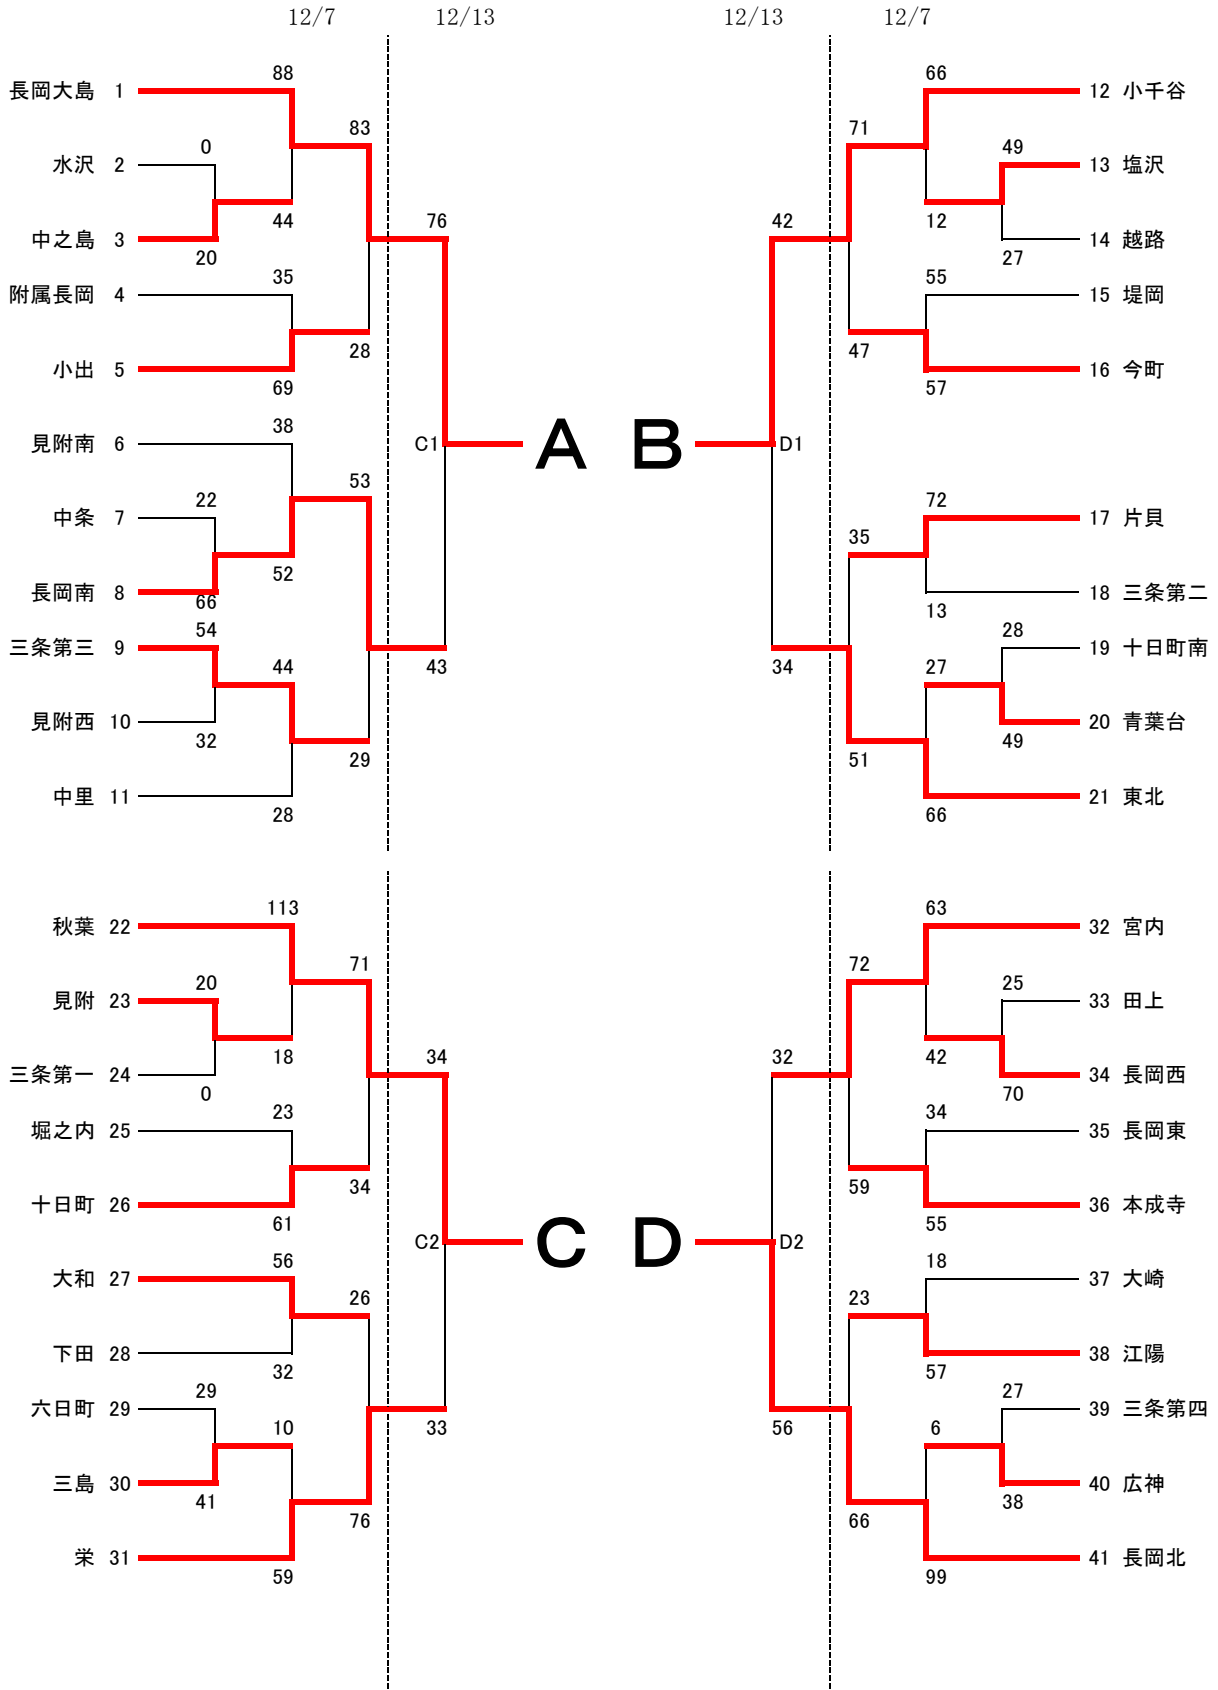 12/7 12/13 12/13 12/7
88 66
長岡大島 1 12 小千谷
83 71
0 49
水沢 2 13 塩沢
44 76 42 12
中之島 3 14 越路
20 27
35 55
附属長岡 4 15 堤岡
28 47
小出 5 16 今町
69 57
38
見附南 6 C1 A B D1
53
22 72
中条 7 17 片貝
35
52
長岡南 8 18 三条第二
66 13
54 28
三条第三 9 19 十日町南
44 43 34 27
見附西 10 20 青葉台
32 49
29 51
中里 11 21 東北
28 66
113 63
秋葉 22 32 宮内
71 72
20 25
見附 23 33 田上
18 34 32 42
三条第一 24 34 長岡西
0 70
23 34
堀之内 25 35 長岡東
34 59
十日町 26 36 本成寺
61 55
C2 C D D2
56 18
大和 27 37 大崎
26 23
下田 28 38 江陽
32 57
29 27
六日町 29 39 三条第四
10 33 56 6
三島 30 40 広神
41 38
76 66
栄 31 41 長岡北
59 99